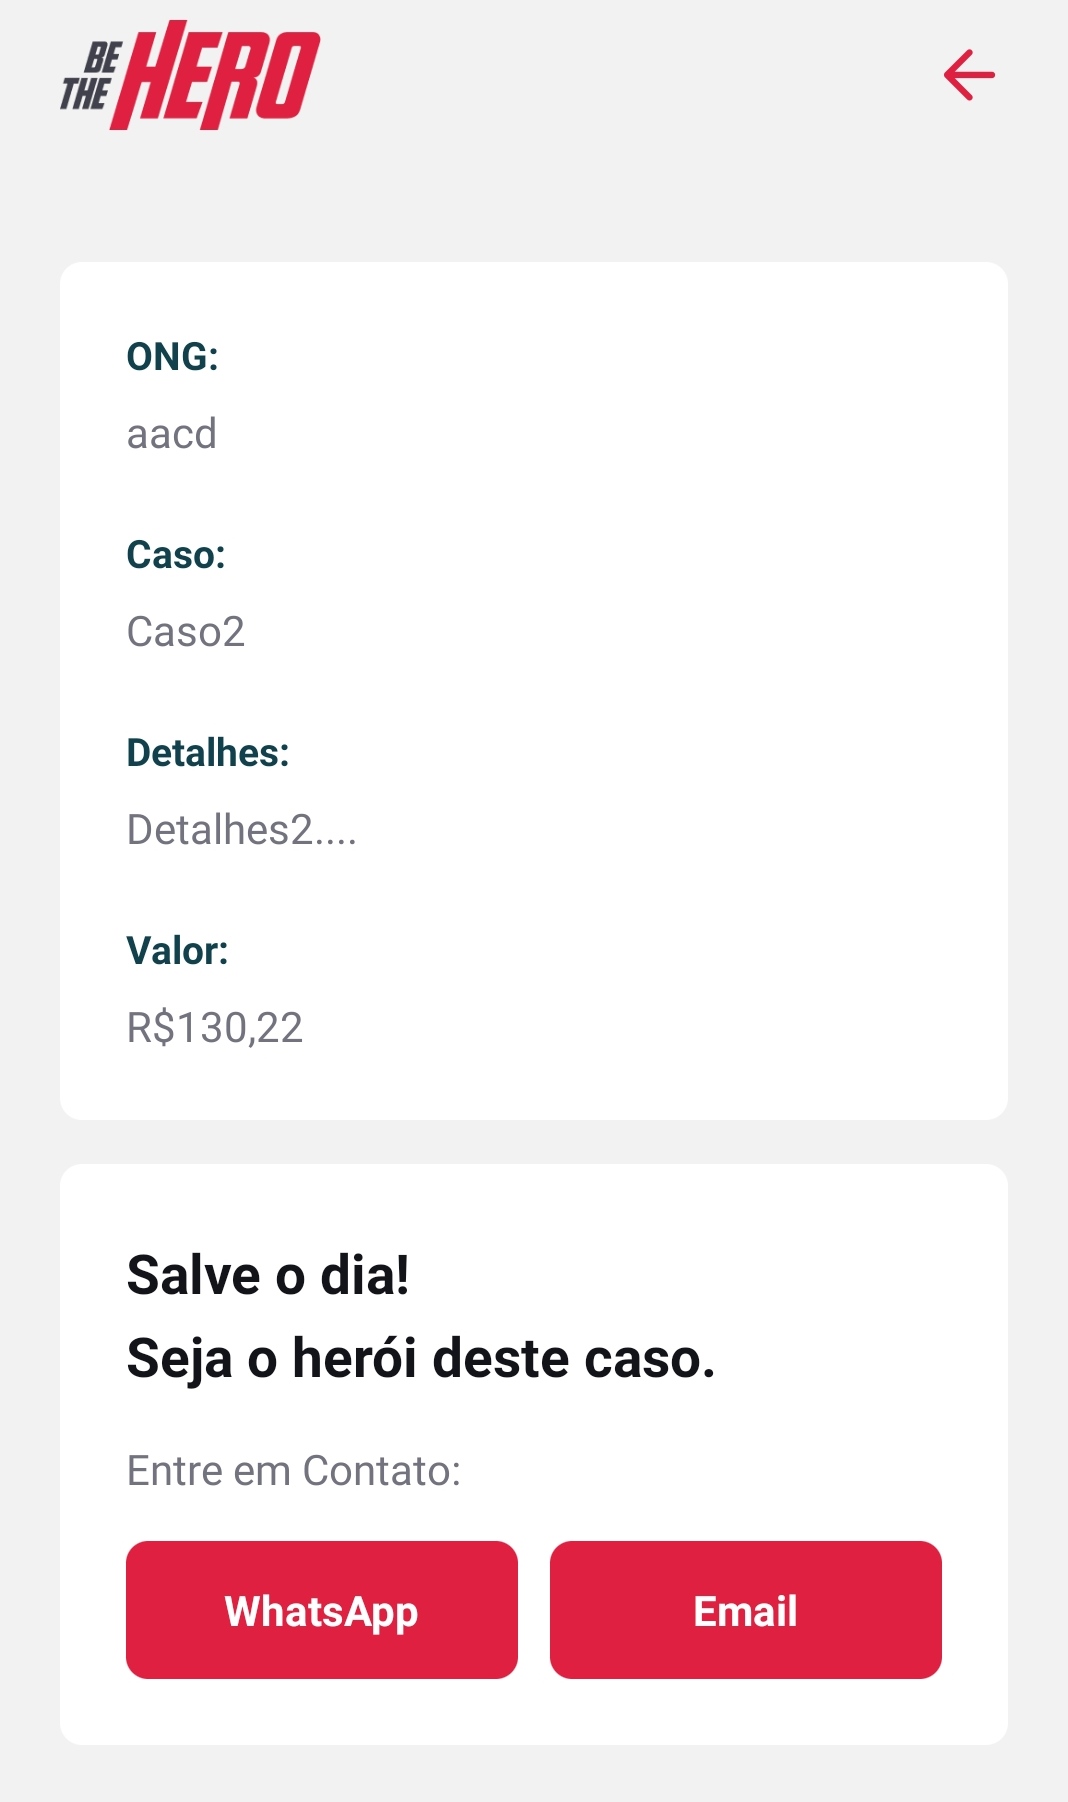 BE
THE HERO
ONG:
aacd
Caso:
Caso2
Detalhes:
Detalhes2....
Valor:
R$130,22
Salve o dia!
Seja o herói deste caso.
Entre em Contato:
WhatsApp
Email